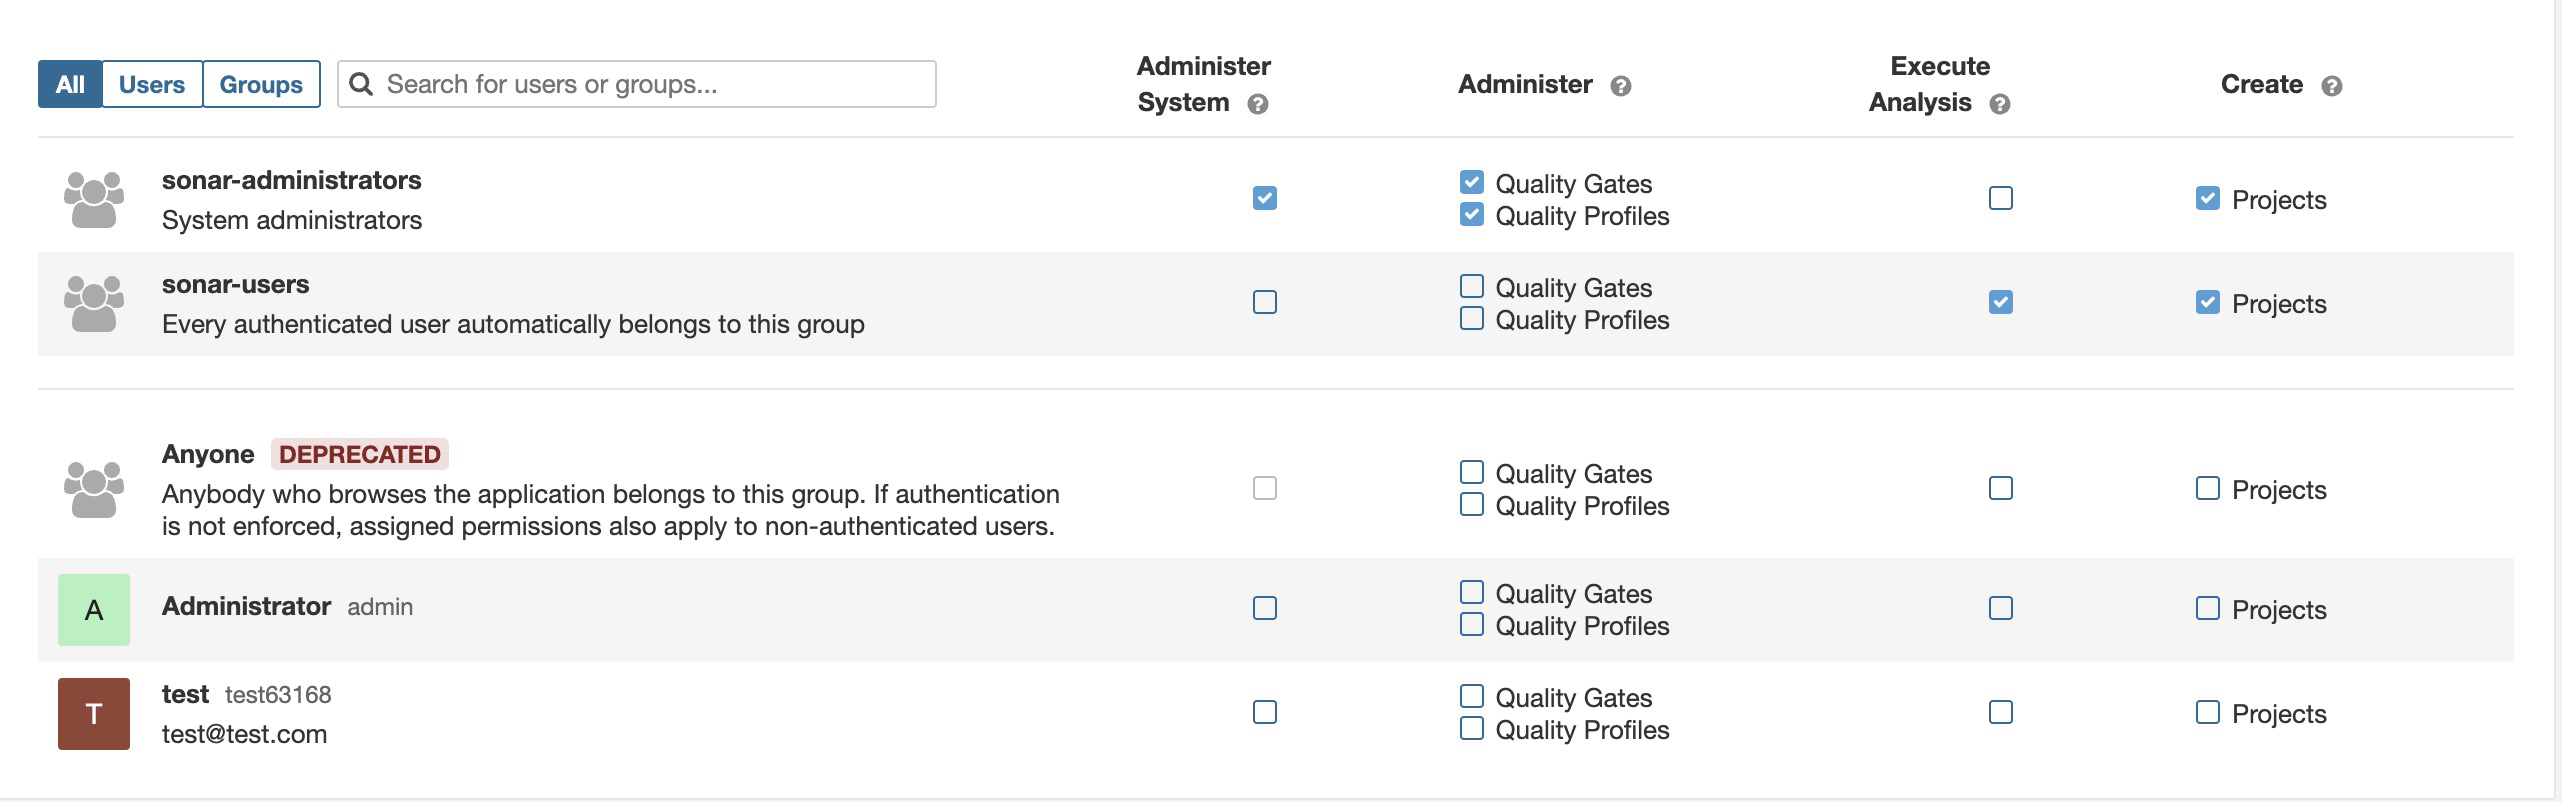 All Users Groups Search for users or groups...
Administer
System
Administer
Execute
Analysis
Create
sonar-administrators
System administrators
Quality Gates
Quality Profiles
Projects
sonar-users
Every authenticated user automatically belongs to this group
Quality Gates
Quality Profiles
Projects
Anyone DEPRECATED
Anybody who browses the application belongs to this group. If authentication
is not enforced, assigned permissions also apply to non-authenticated users.
Quality Gates
Quality Profiles
Projects
A
Administrator admin
Quality Gates
Quality Profiles
Projects
T
test test63168
test@test.com
Quality Gates
Quality Profiles
Projects